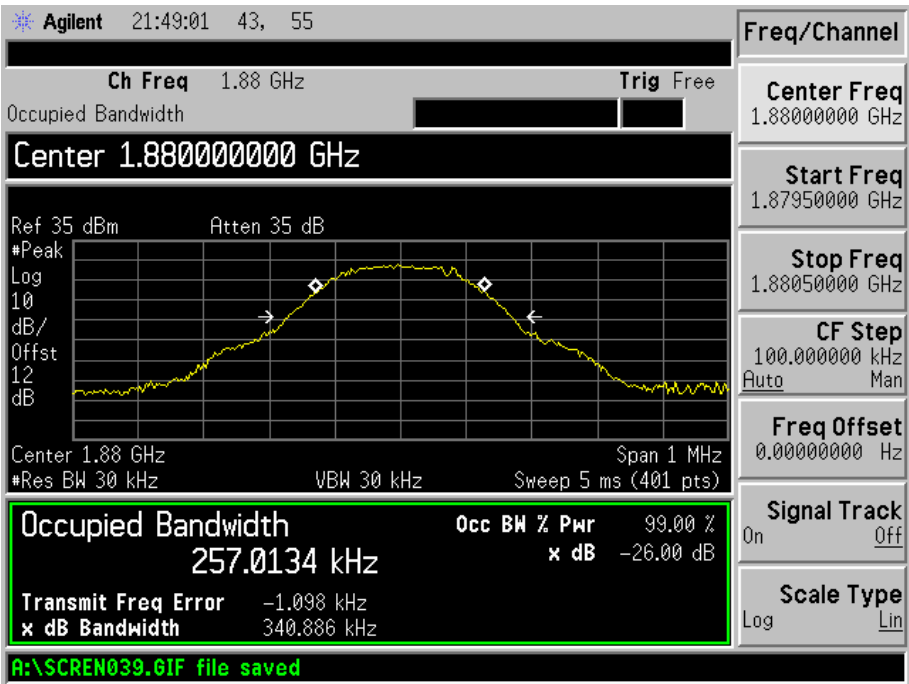 Agilent 21:49:01 43, 55
Ch Freq 1.88 GHz Trig Free
Occupied Bandwidth
Center 1.880000000 GHz
Ref 35 dBm Atten 35 dB
#Peak
Log
10
dB/
Offst
12
dB
Center 1.88 GHz Span 1 MHz
#Res BW 30 kHz VBW 30 kHz Sweep 5 ms (401 pts)
Occupied Bandwidth Occ BW % Pwr 99.00 %
257.0134 kHz x dB -26.00 dB
Transmit Freq Error -1.098 kHz
x dB Bandwidth 340.886 kHz
A:\SCREN039.GIF file saved
Freq/Channel
Center Freq
1.88000000 GHz
Start Freq
1.87950000 GHz
Stop Freq
1.88050000 GHz
CF Step
100.000000 kHz
Auto Man
Freq Offset
0.00000000 Hz
Signal Track
On Off
Scale Type
Log Lin